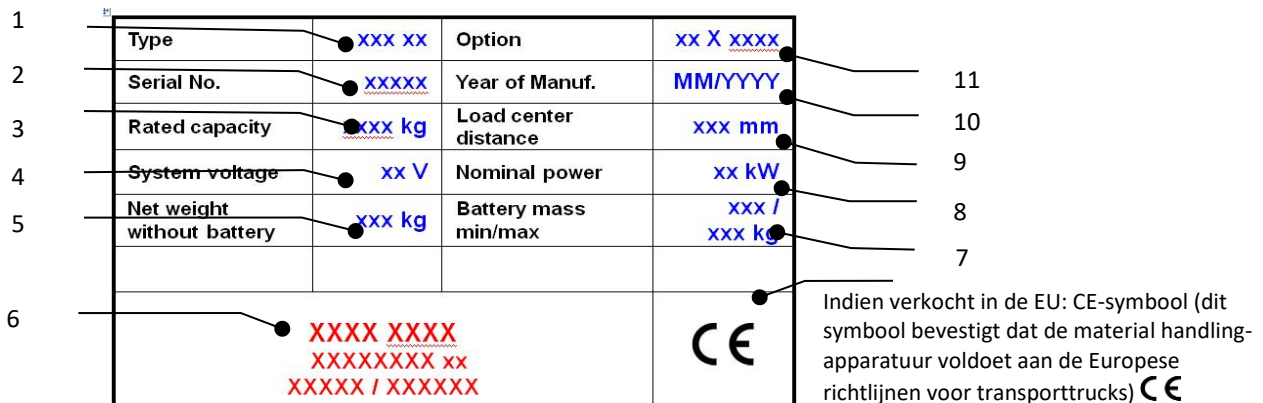 1
Type xxx xx Option xx X xxxx
11
2
Serial No. xxxxx Year of Manuf. MM/YYYY
10
3
Rated capacity xxxx kg Load center
distance xxx mm
9
4
System voltage xx V Nominal power xx kW
8
5
Net weight
without battery xxx kg Battery mass
min/max xxx /
xxx kg
7
6
XXXX XXXX
XXXXXXXX xx
XXXXX / XXXXXX
CE
Indien verkocht in de EU: CE-symbool (dit
symbool bevestigt dat de material handling-
apparatuur voldoet aan de Europese
richtlijnen voor transporttrucks) CE